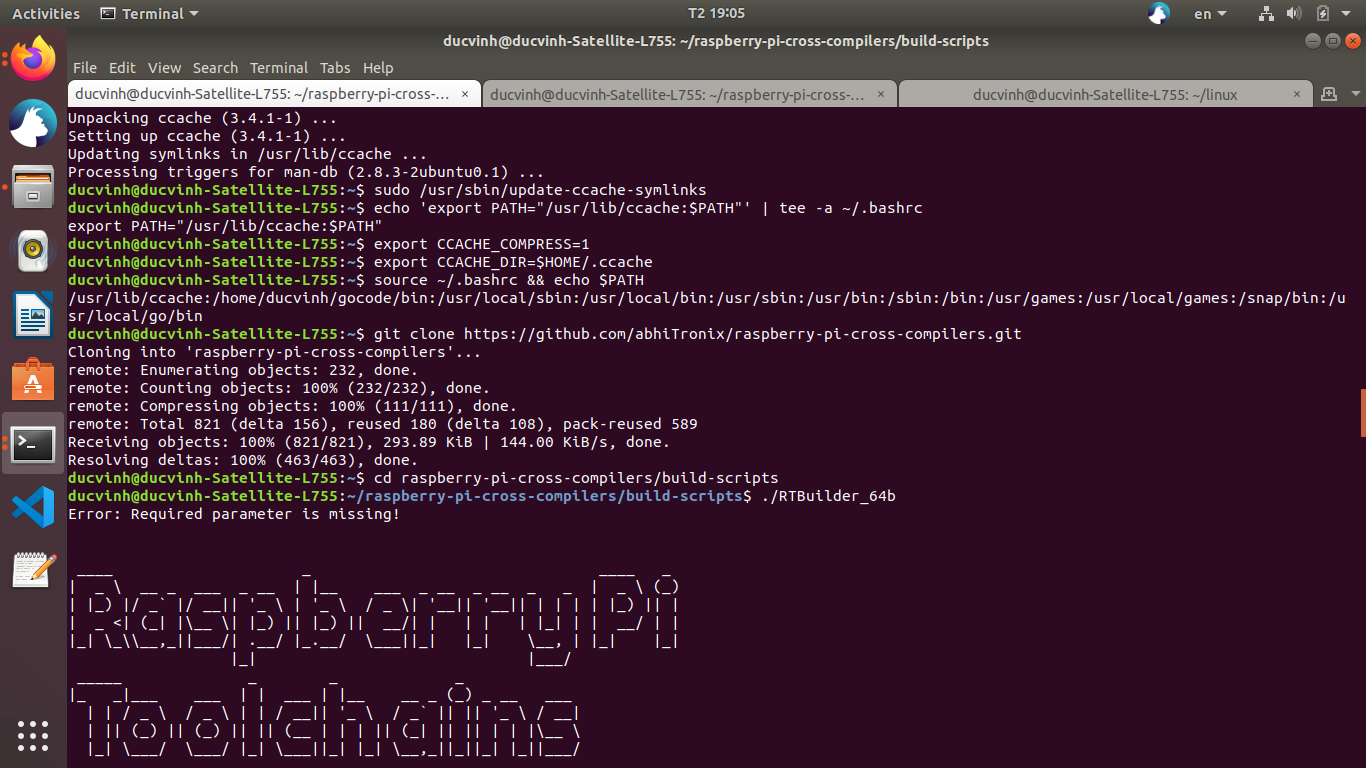 Activities
Terminal
T2 19:05
en
ducvinh@ducvinh-Satellite-L755: ~/raspberry-pi-cross-compilers/build-scripts
File Edit View Search Terminal Tabs Help
ducvinh@ducvinh-Satellite-L755: ~/raspberry-pi-cross-... × ducvinh@ducvinh-Satellite-L755: ~/raspberry-pi-cross-... × ducvinh@ducvinh-Satellite-L755: ~/linux ×
Unpacking ccache (3.4.1-1) ...
Setting up ccache (3.4.1-1) ...
Updating symlinks in /usr/lib/ccache ...
Processing triggers for man-db (2.8.3-2ubuntu0.1) ...
ducvinh@ducvinh-Satellite-L755:~$ sudo /usr/sbin/update-ccache-symlinks
ducvinh@ducvinh-Satellite-L755:~$ echo 'export PATH="/usr/lib/ccache:$PATH"' | tee -a ~/.bashrc
export PATH="/usr/lib/ccache:$PATH"
ducvinh@ducvinh-Satellite-L755:~$ export CCACHE_COMPRESS=1
ducvinh@ducvinh-Satellite-L755:~$ export CCACHE_DIR=$HOME/.ccache
ducvinh@ducvinh-Satellite-L755:~$ source ~/.bashrc && echo $PATH
/usr/lib/ccache:/home/ducvinh/gocode/bin:/usr/local/sbin:/usr/local/bin:/usr/sbin:/usr/bin:/sbin:/bin:/usr/games:/usr/local/games:/snap/bin:/u
sr/local/go/bin
ducvinh@ducvinh-Satellite-L755:~$ git clone https://github.com/abhiTronix/raspberry-pi-cross-compilers.git
Cloning into 'raspberry-pi-cross-compilers'...
remote: Enumerating objects: 232, done.
remote: Counting objects: 100% (232/232), done.
remote: Compressing objects: 100% (111/111), done.
remote: Total 821 (delta 156), reused 180 (delta 108), pack-reused 589
Receiving objects: 100% (821/821), 293.89 KiB | 144.00 KiB/s, done.
Resolving deltas: 100% (463/463), done.
ducvinh@ducvinh-Satellite-L755:~$ cd raspberry-pi-cross-compilers/build-scripts
ducvinh@ducvinh-Satellite-L755:~/raspberry-pi-cross-compilers/build-scripts$ ./RTBuilder_64b
Error: Required parameter is missing!
RaspberryPi
Toolchains